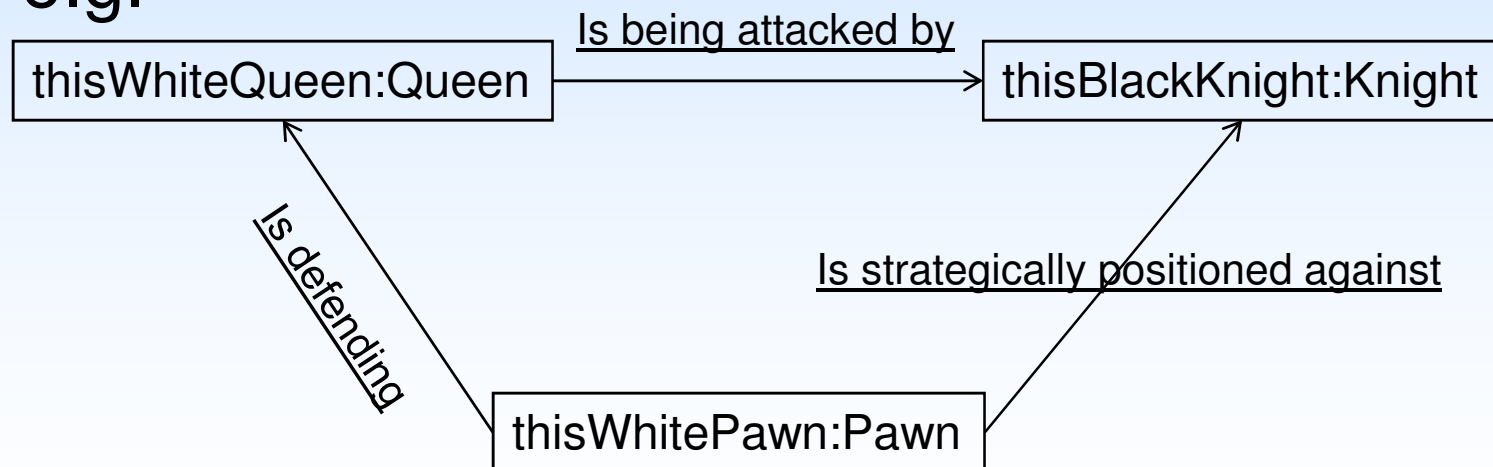 e.g.
Is being attacked by
thisWhiteQueen:Queen
thisBlackKnight:Knight
Is defending
Is strategically positioned against
thisWhitePawn:Pawn